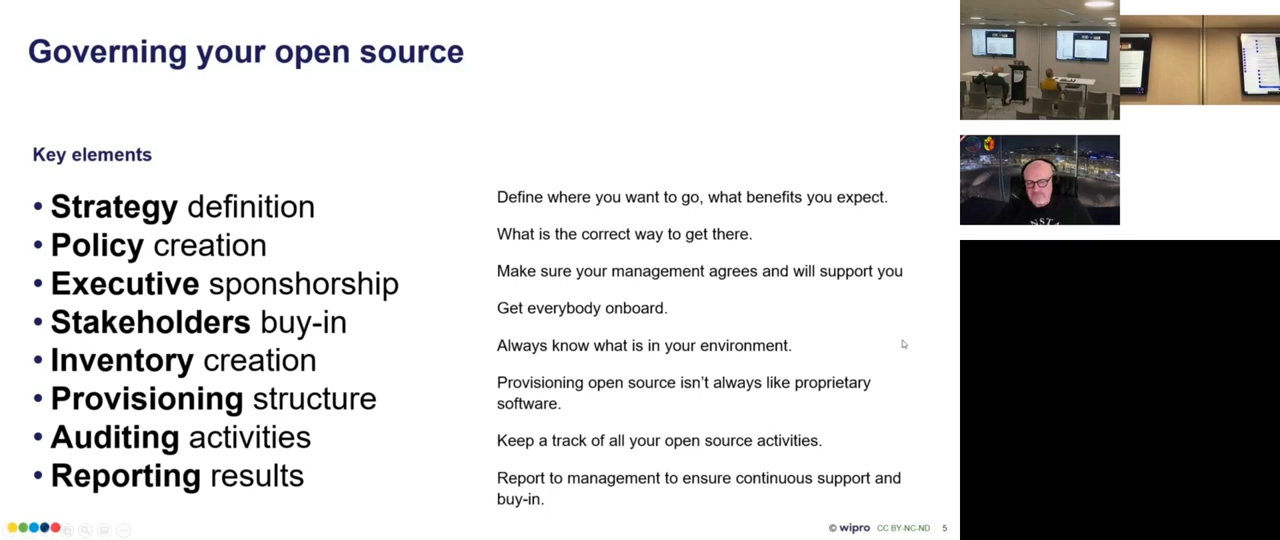 Governing your open source
Key elements
• Strategy definition
• Policy creation
• Executive sponshorship
• Stakeholders buy-in
• Inventory creation
• Provisioning structure
• Auditing activities
• Reporting results
Define where you want to go, what benefits you expect.
What is the correct way to get there.
Make sure your management agrees and will support you
Get everybody onboard.
Always know what is in your environment.
Provisioning open source isn't always like proprietary
software.
Keep a track of all your open source activities.
Report to management to ensure continuous support and
buy-in.
© wipro CC BY-NC-ND 5